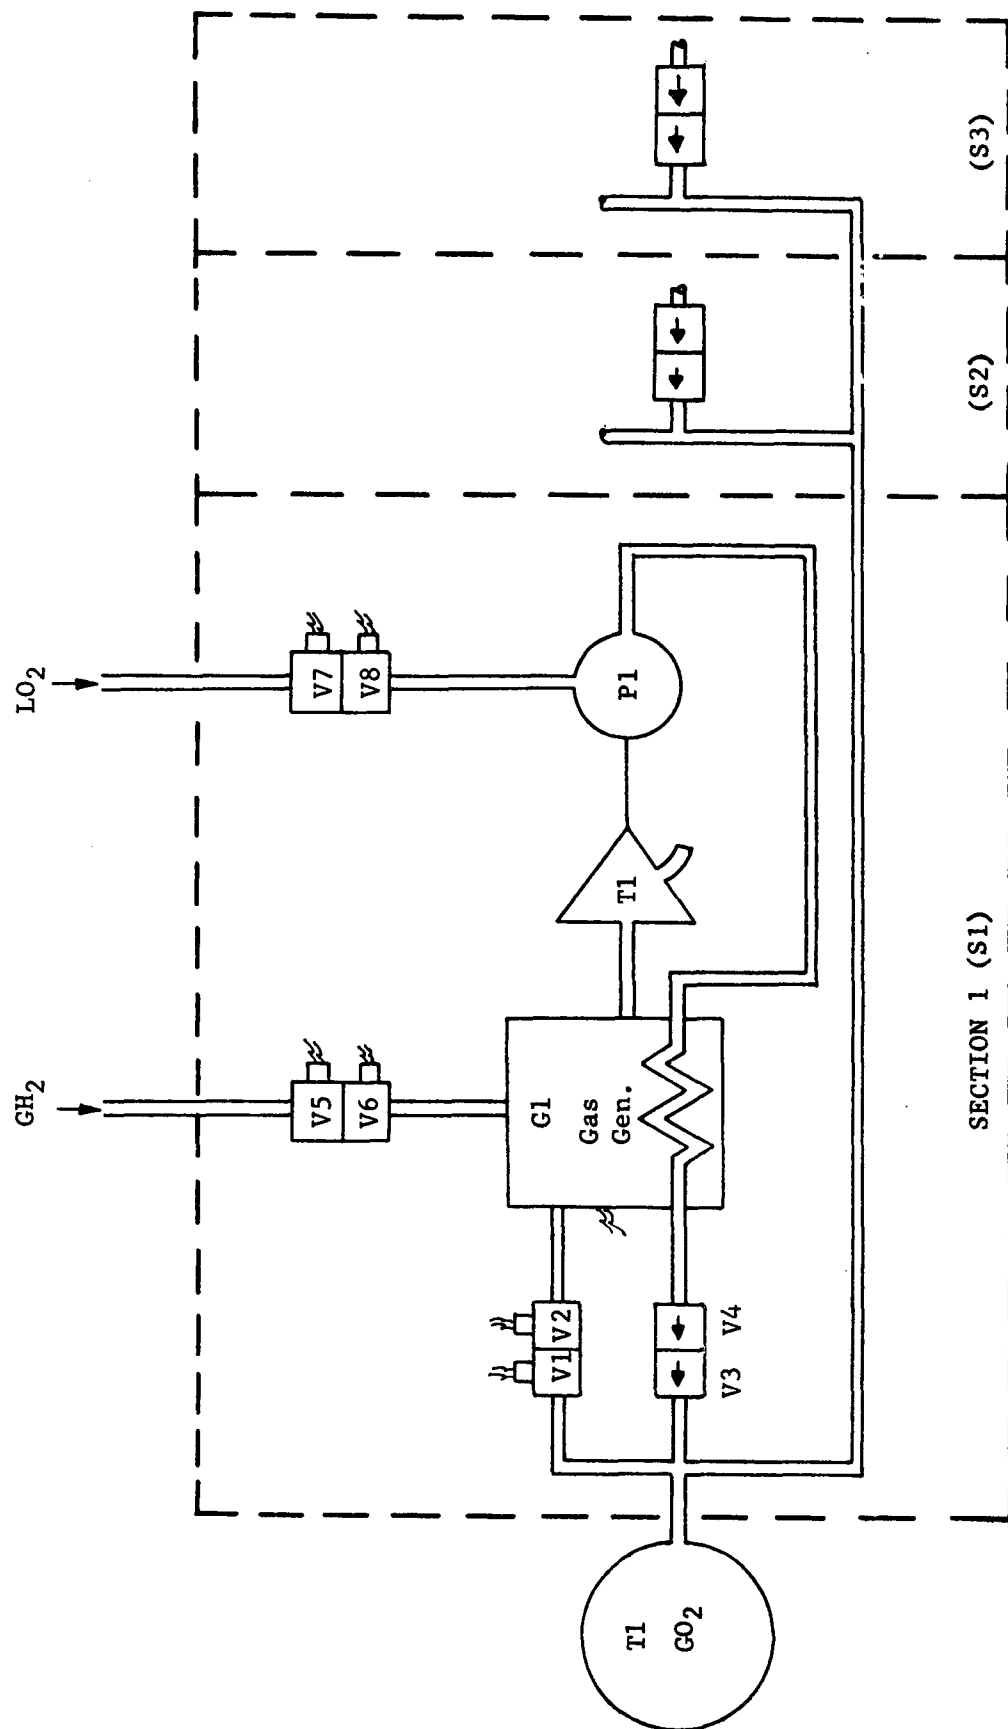 GH2
LO2
V5
V6
V7
V8
V1 V2
G1
Gas
Gen.
T1
P1
V3
V4
T1
GO2
SECTION 1 (S1)
(S2)
(S3)